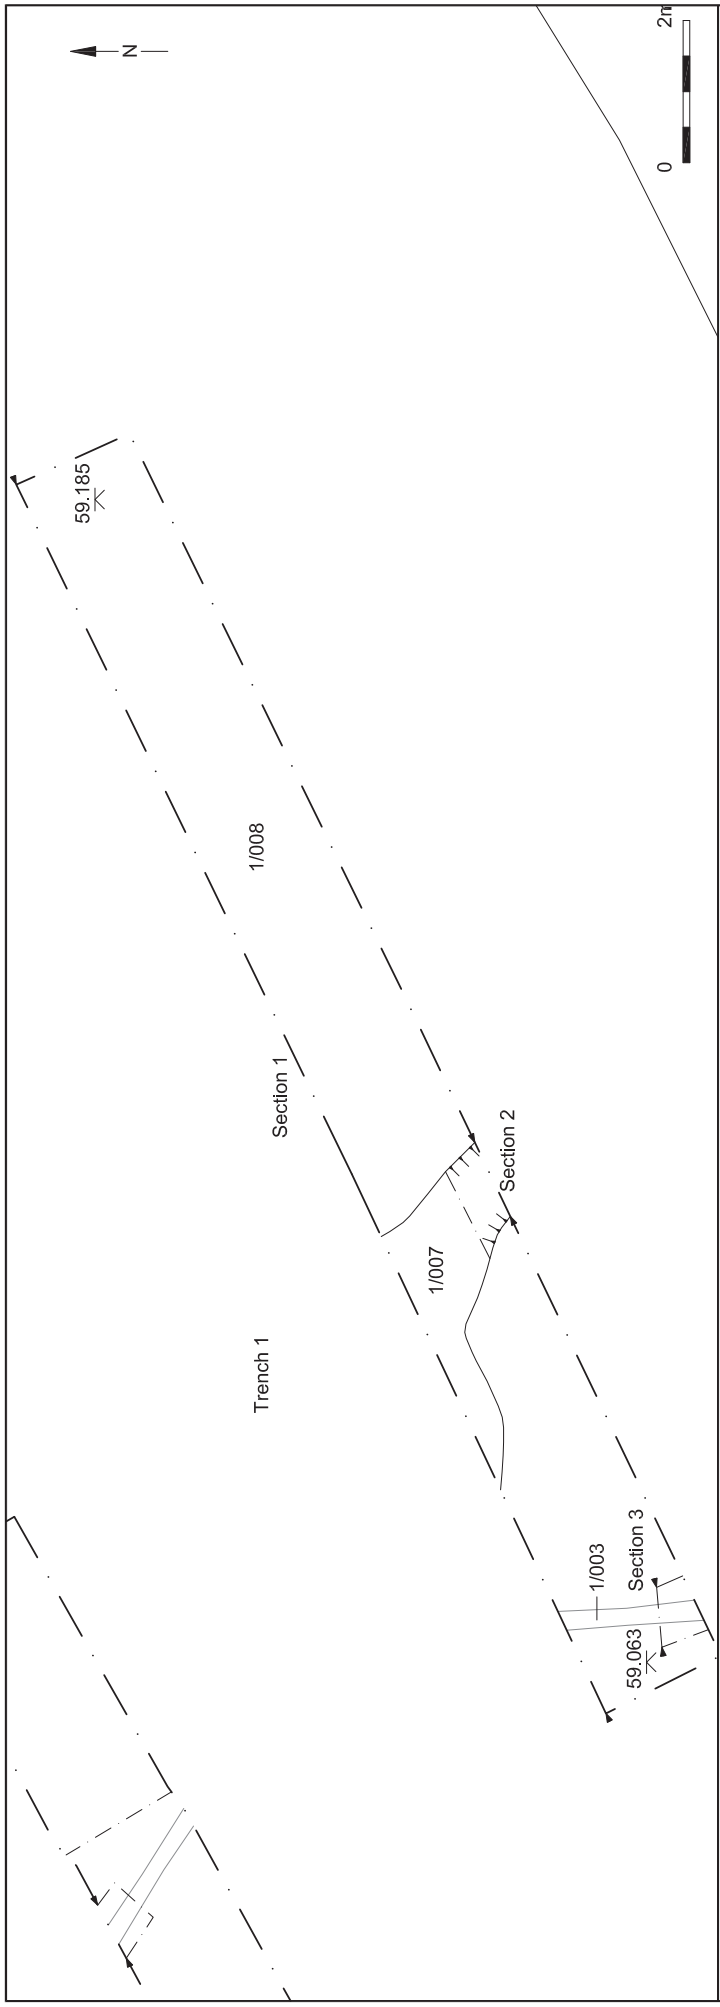 N
2m
0
59.185
1/008
Section 1
Section 2
1/007
Trench 1
Section 3
1/003
59.063